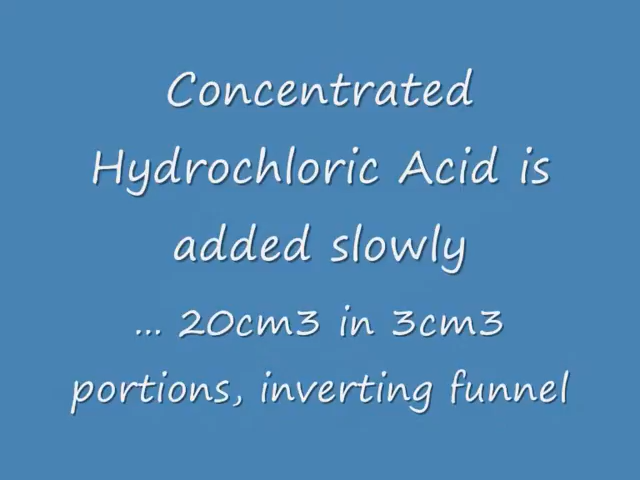 Concentrated
Hydrochloric Acid is
added slowly
... 20cm3 in 3cm3
portions, inverting funnel